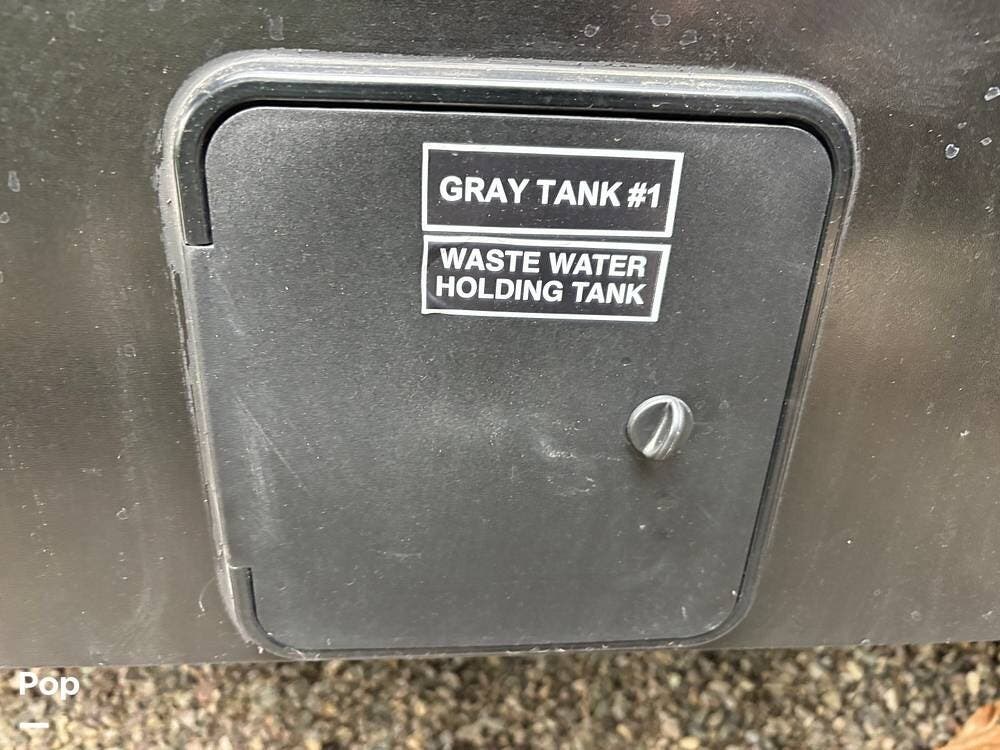 GRAY TANK #1
WASTE WATER
HOLDING TANK
Pop